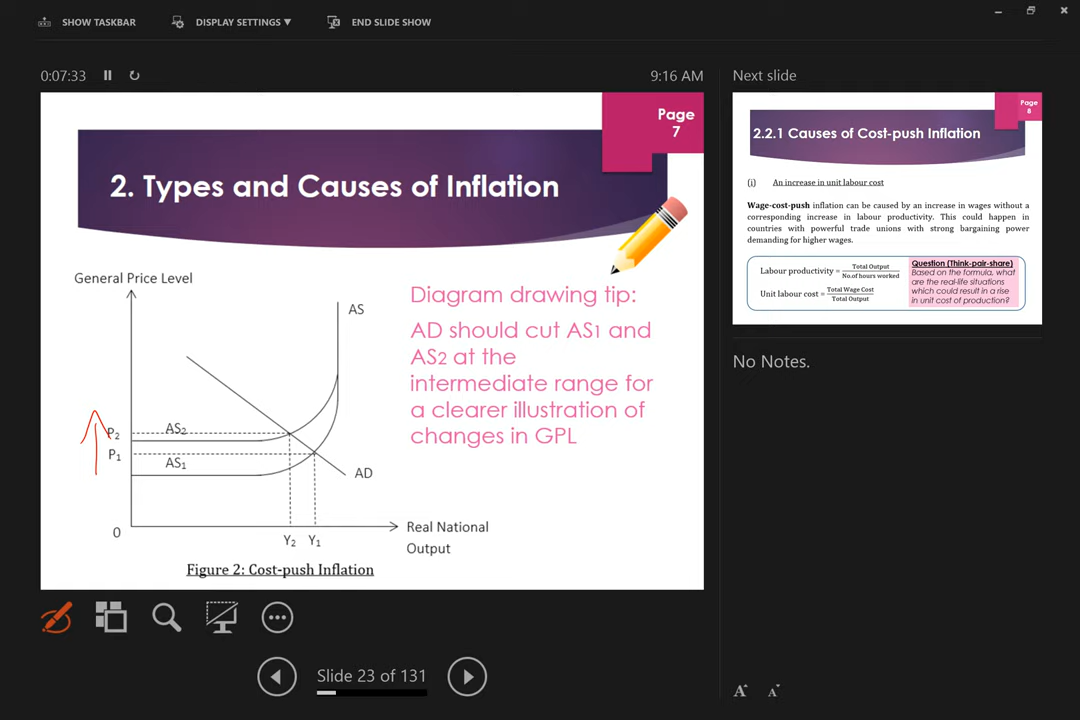 SHOW TASKBAR
DISPLAY SETTINGS ▼
END SLIDE SHOW
0:07:33
9:16 AM
Page
7
2. Types and Causes of Inflation
General Price Level
AS
P2
AS2
P1
AS1
AD
0
Y2 Y1
Real National
Output
Figure 2: Cost-push Inflation
Diagram drawing tip:
AD should cut AS1 and
AS2 at the
intermediate range for
a clearer illustration of
changes in GPL
Slide 23 of 131
Next slide
Page
8
2.2.1 Causes of Cost-push Inflation
(i) An increase in unit labour cost
Wage-cost-push inflation can be caused by an increase in wages without a
corresponding increase in labour productivity. This could happen in
countries with powerful trade unions with strong bargaining power
demanding for higher wages.
Labour productivity = Total Output
No.of hours worked
Unit labour cost = Total Wage Cost
Total Output
Question (Think-pair-share)
Based on the formula, what
are the real-life situations
which could result in a rise
in unit cost of production?
No Notes.
A A